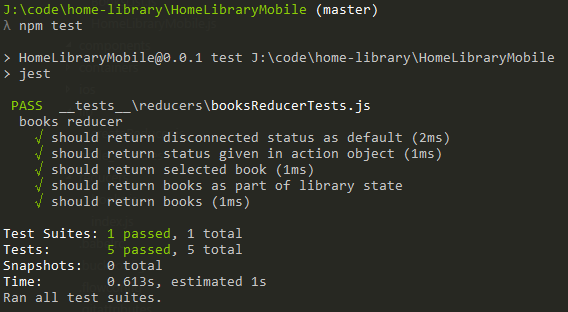 J:\code\home-library\HomeLibraryMobile (master)
λ npm test
> HomeLibraryMobile@0.0.1 test J:\code\home-library\HomeLibraryMobile
> jest
PASS __tests__\reducers\booksReducerTests.js
books reducer
√ should return disconnected status as default (2ms)
√ should return status given in action object (1ms)
√ should return selected book (1ms)
√ should return books as part of library state
√ should return books (1ms)
Test Suites: 1 passed, 1 total
Tests: 5 passed, 5 total
Snapshots: 0 total
Time: 0.613s, estimated 1s
Ran all test suites.